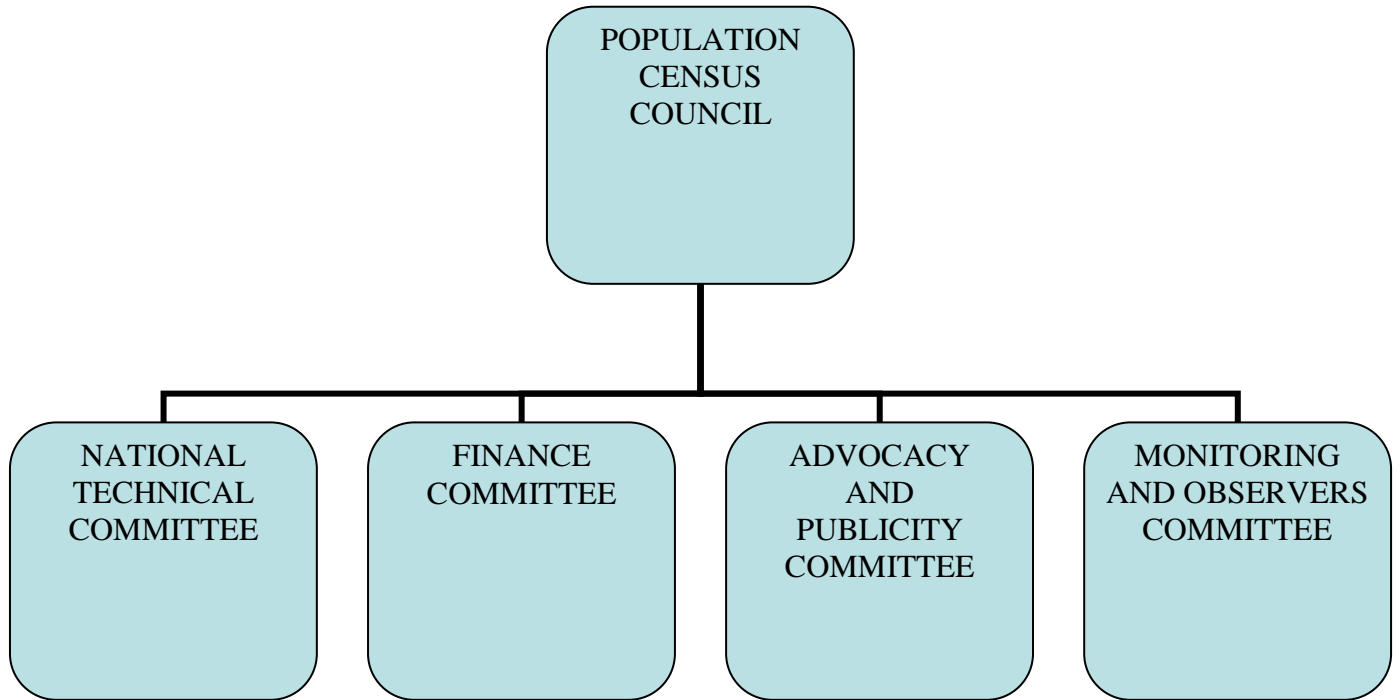 POPULATION
CENSUS
COUNCIL
NATIONAL
TECHNICAL
COMMITTEE
FINANCE
COMMITTEE
ADVOCACY
AND
PUBLICITY
COMMITTEE
MONITORING
AND OBSERVERS
COMMITTEE